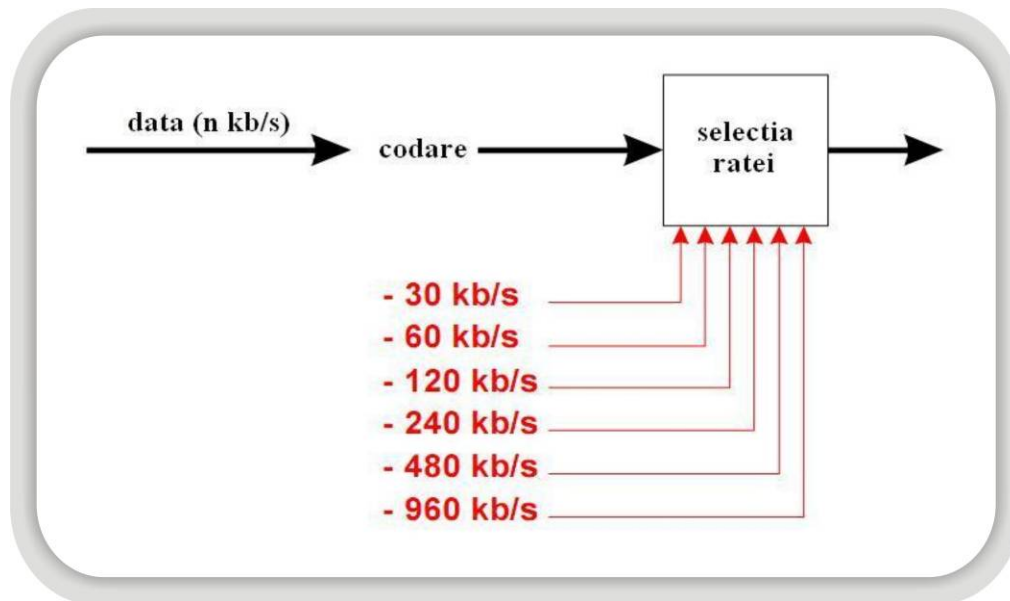 data (n kb/s)
codare
selectia
ratei
- 30 kb/s
- 60 kb/s
- 120 kb/s
- 240 kb/s
- 480 kb/s
- 960 kb/s